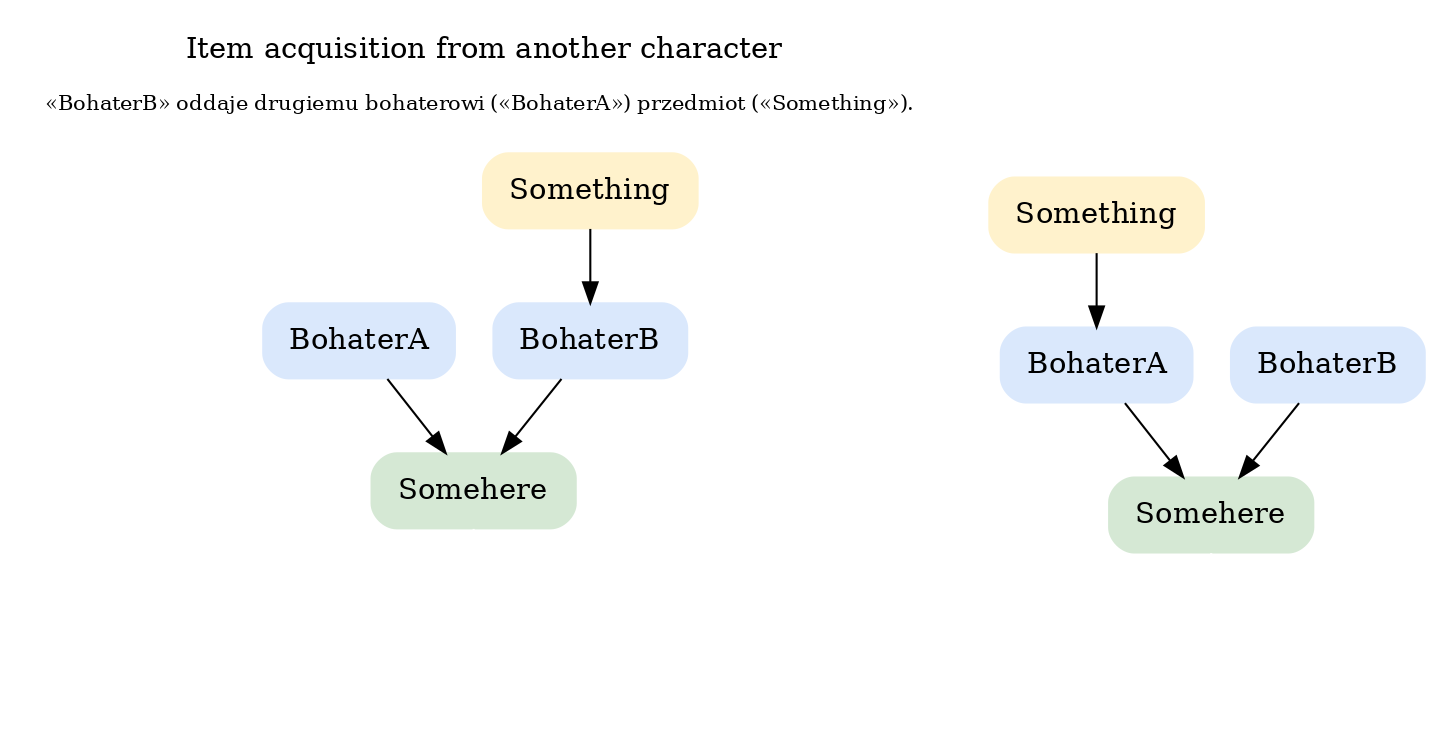 Item acquisition from another character
«BohaterB» oddaje drugiemu bohaterowi («BohaterA») przedmiot («Something»).
Something
BohaterA
BohaterB
Somehere
Something
BohaterA
BohaterB
Somehere